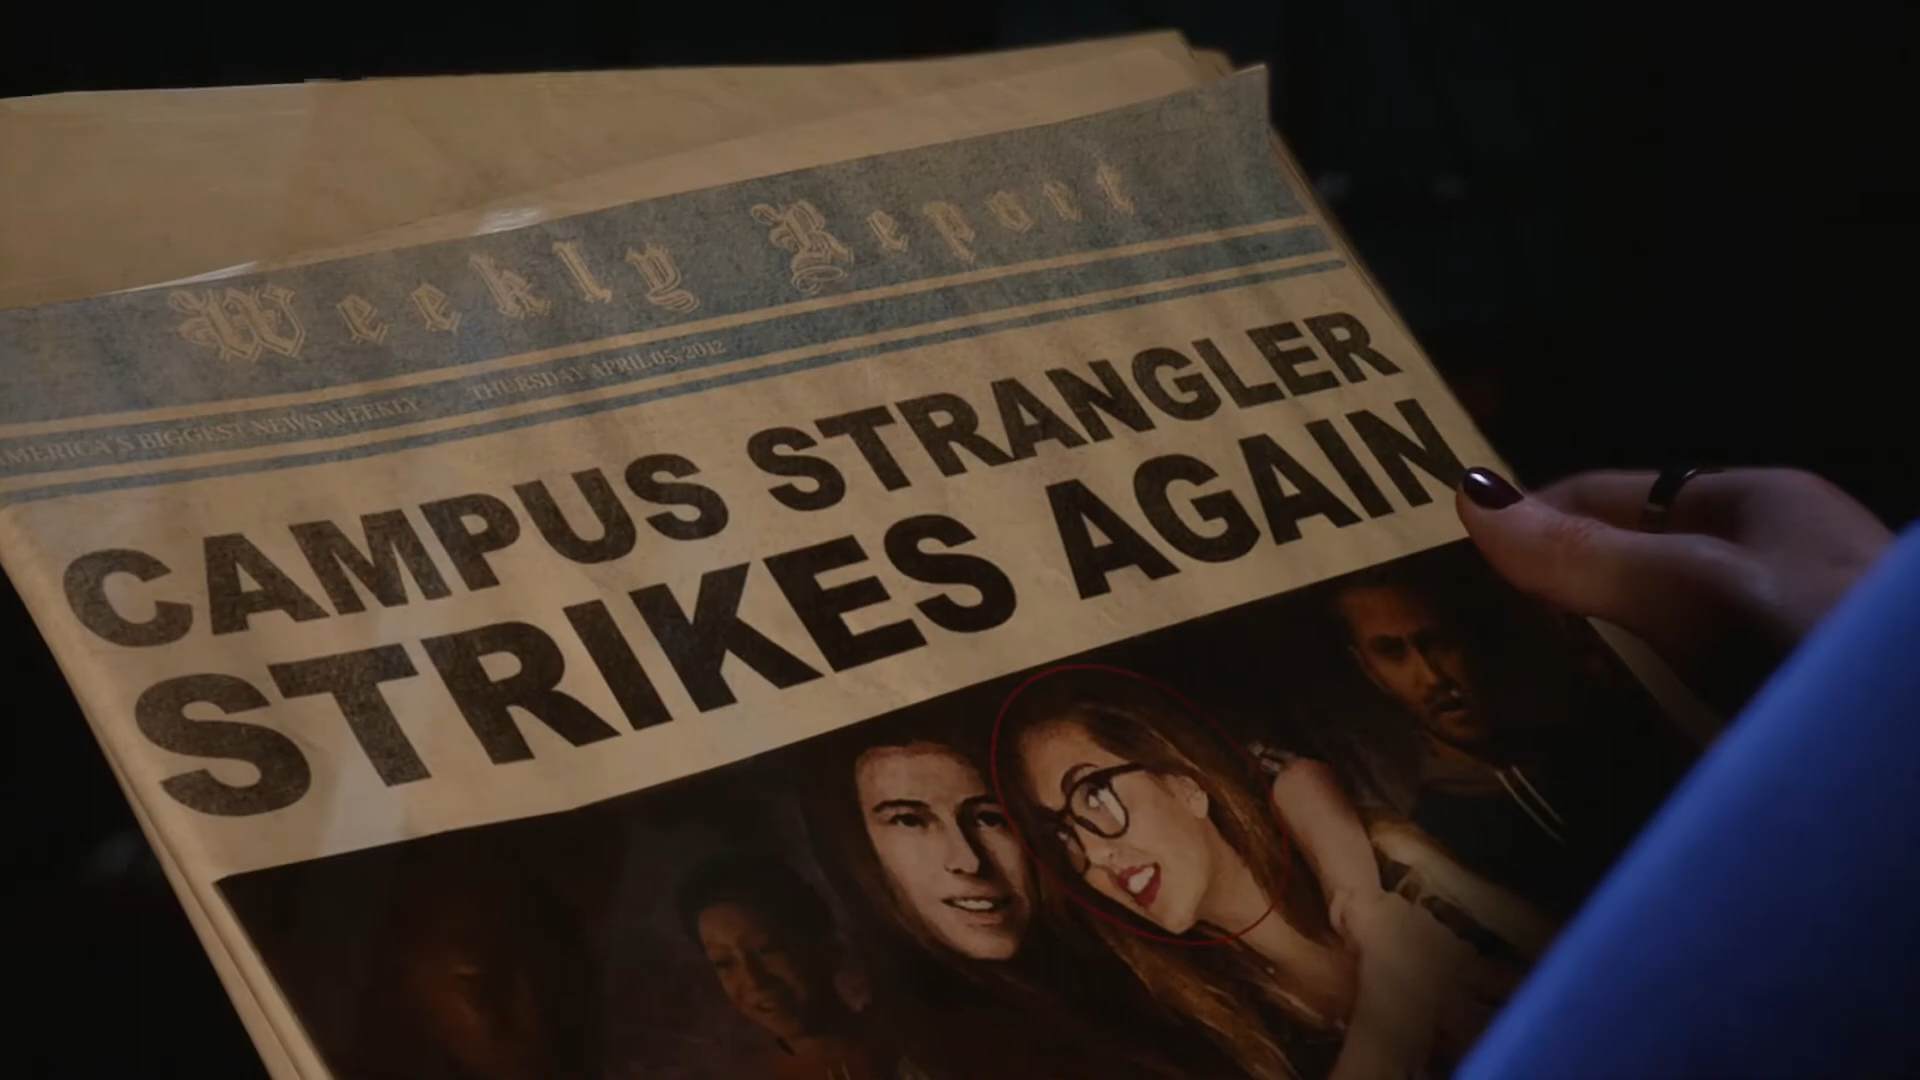 Weekly Report
AMERICA'S BIGGEST NEWS WEEKLY THURSDAY APRIL 05, 2012
CAMPUS STRANGLER
STRIKES AGAIN